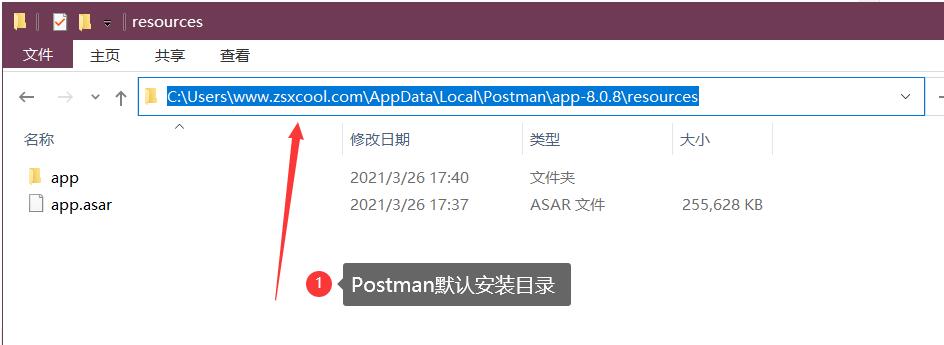 resources
文件 主页 共享 查看
C:\Users\www.zsxcool.com\AppData\Local\Postman\app-8.0.8\resources
名称 修改日期 类型 大小
app 2021/3/26 17:40 文件夹
app.asar 2021/3/26 17:37 ASAR 文件 255,628 KB
1 Postman默认安装目录